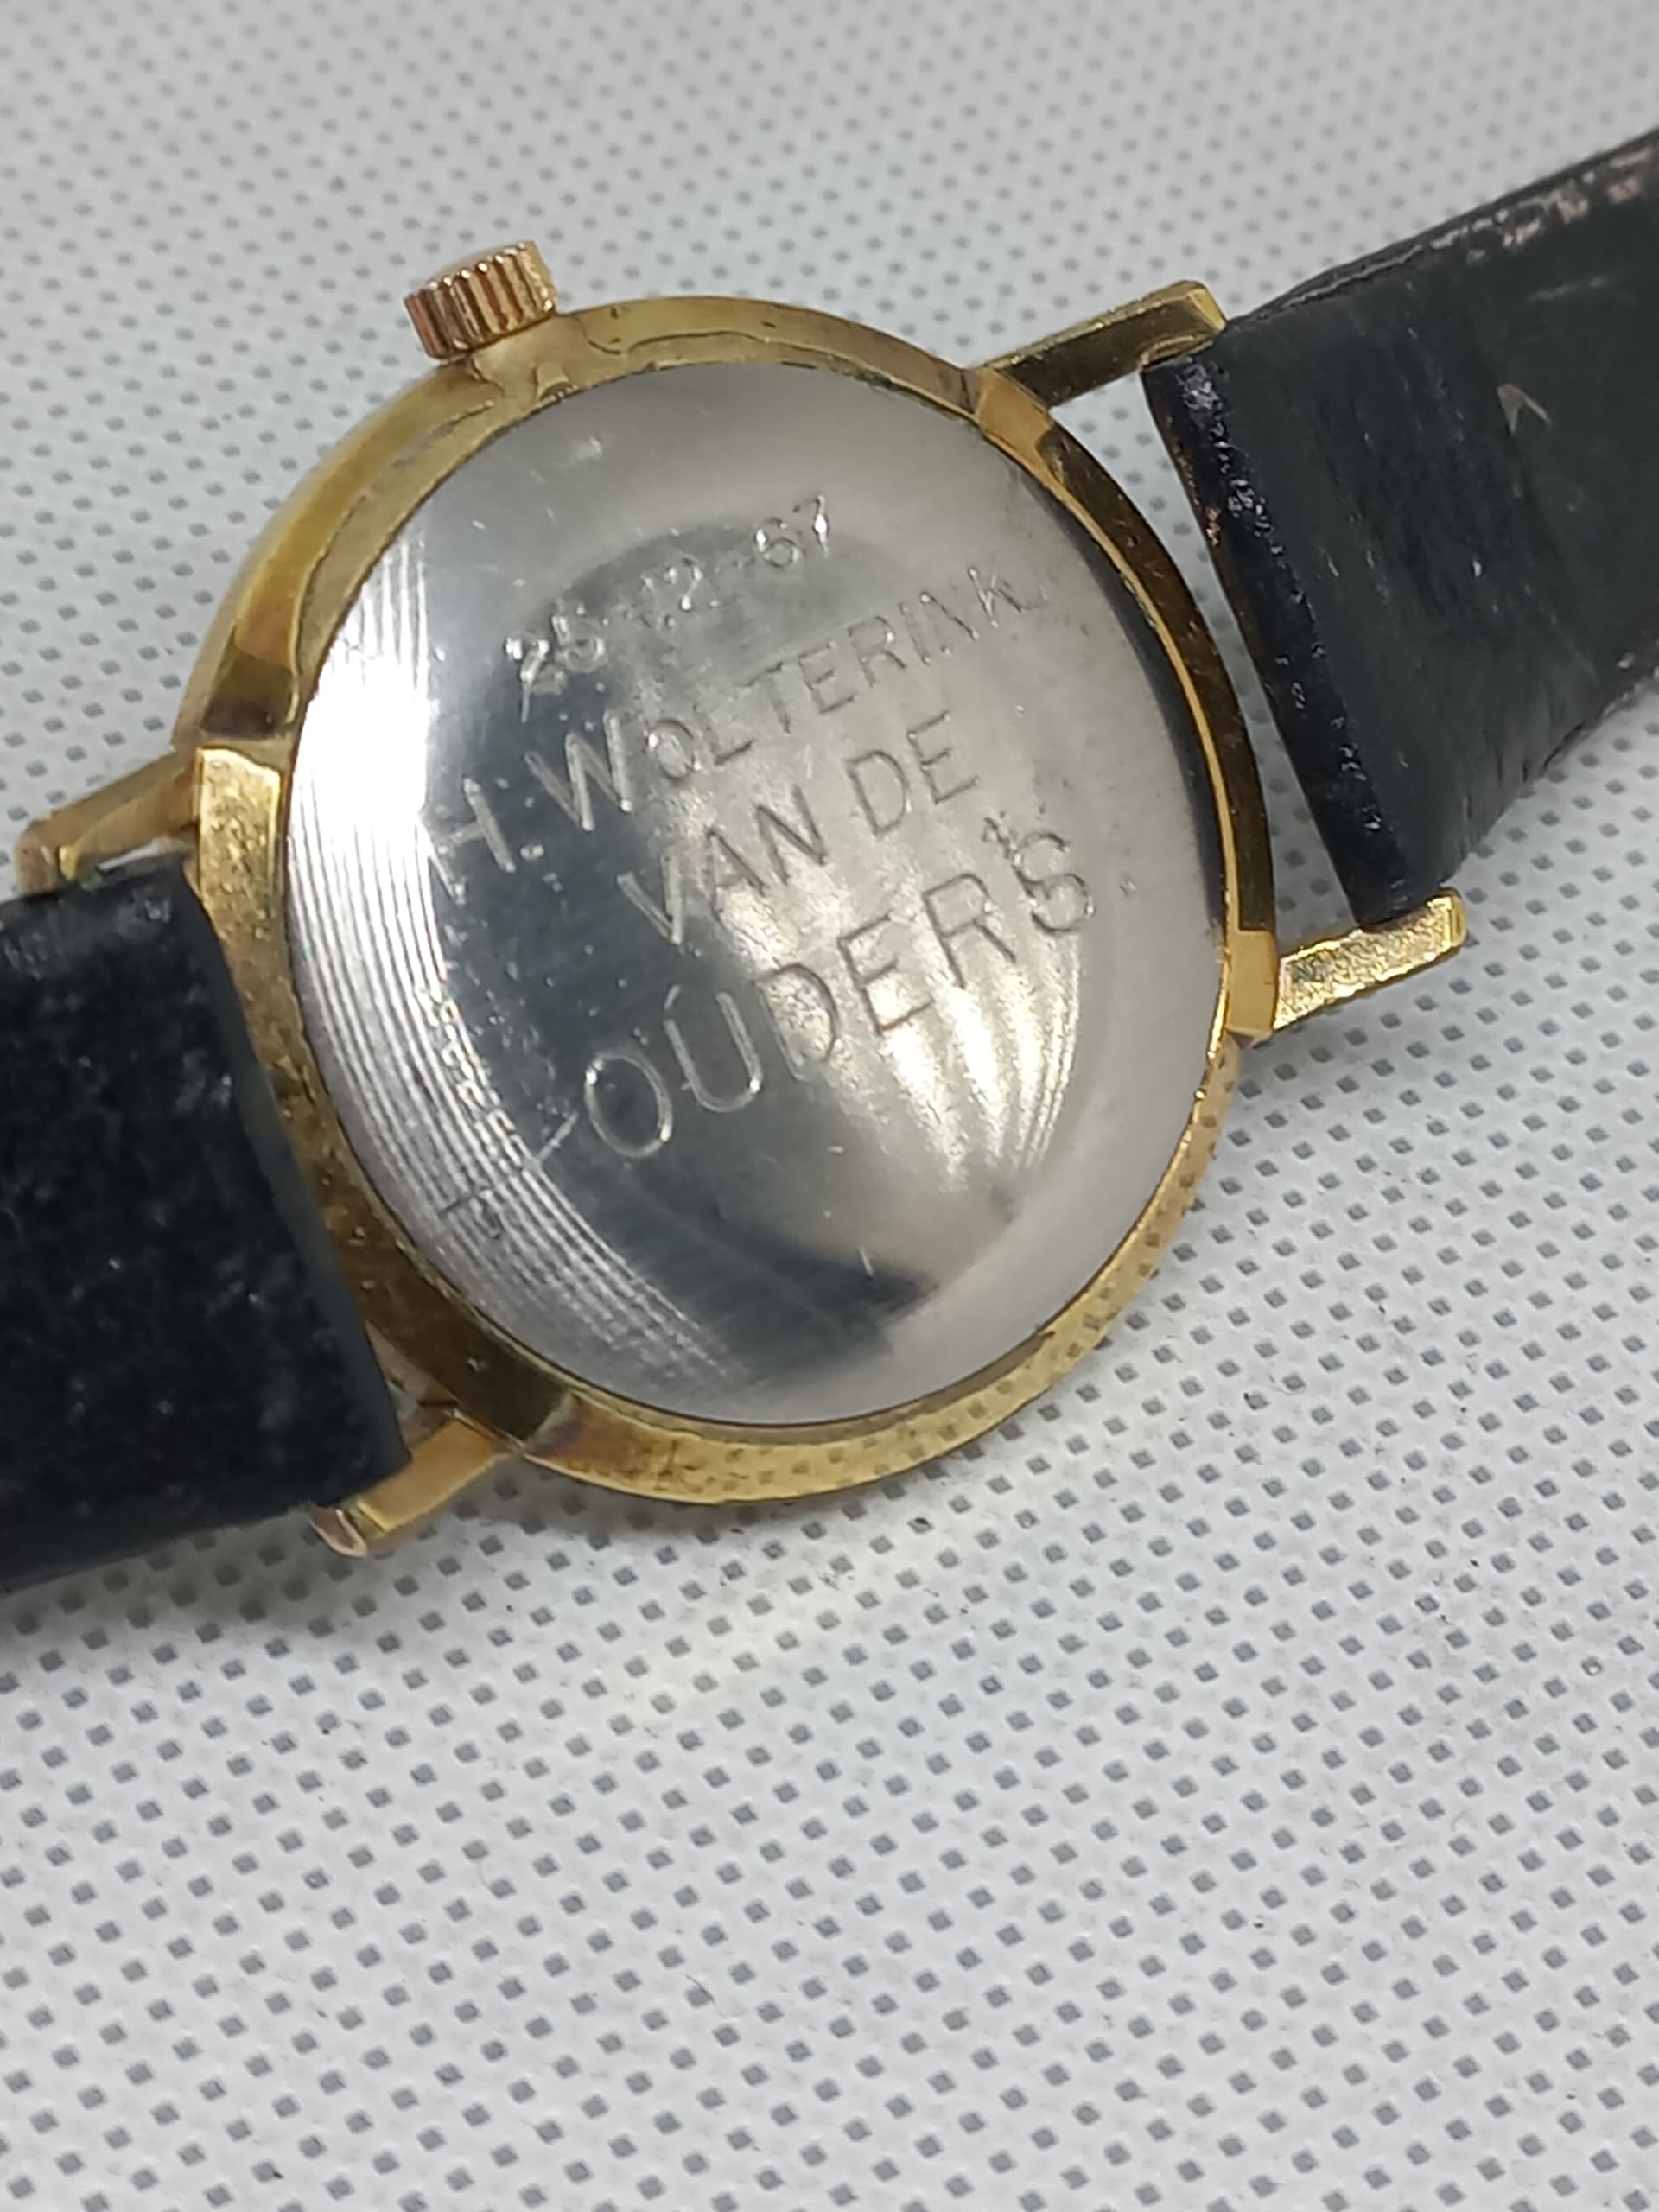 25-12-67
H. WOLTERINK
VAN DE
OUDERS